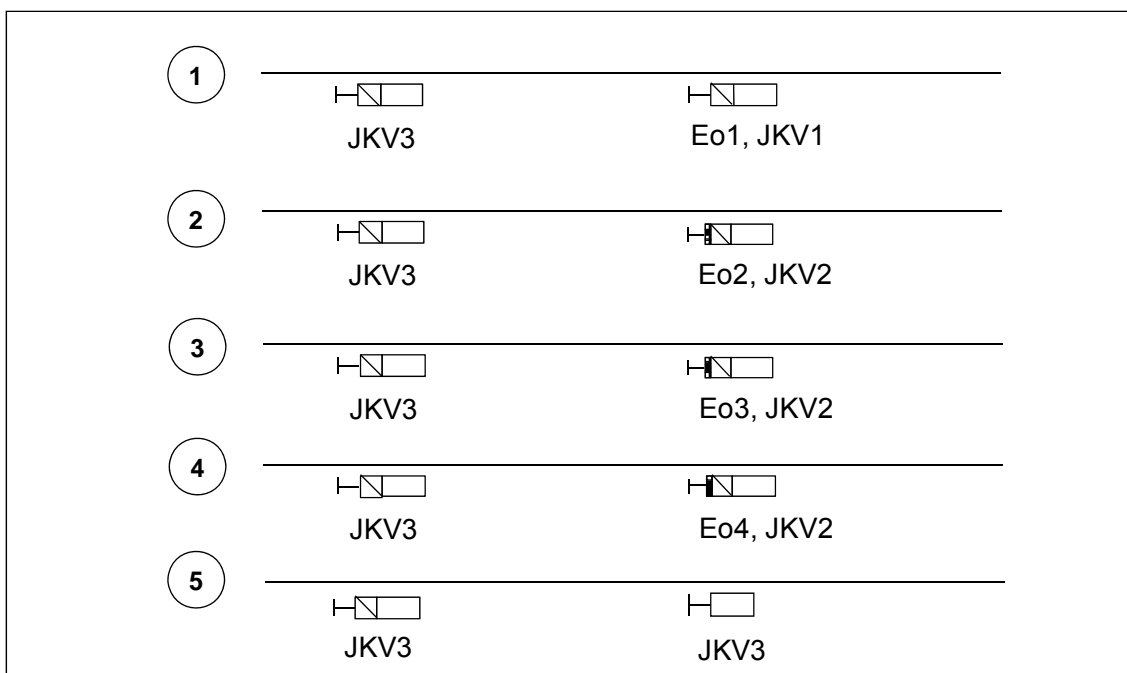 1
JKV3 Eo1, JKV1
2
JKV3 Eo2, JKV2
3
JKV3 Eo3, JKV2
4
JKV3 Eo4, JKV2
5
JKV3 JKV3